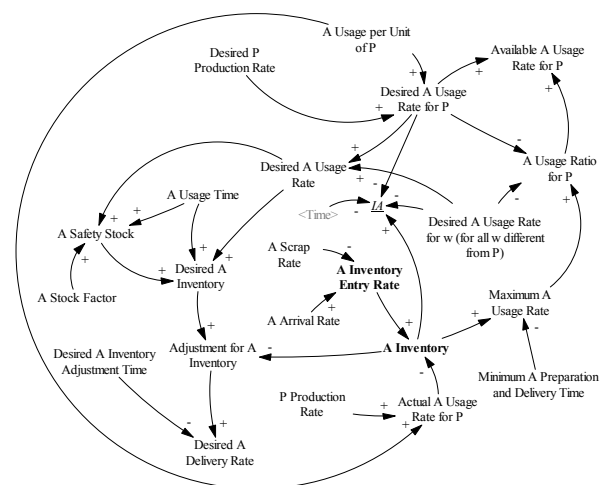 A Usage per Unit
of P
Desired P
Production Rate
Available A Usage
Rate for P
+
+
+
+
Desired A Usage
Rate for P
+
-
A Usage Ratio
for P
Desired A Usage
Rate
+
-
-
-
A Usage Time
<Time>
-
IA
+
+
+
A Safety Stock
+
+
Desired A Usage Rate
for w (for all w different
from P)
+
A Scrap
Rate
-
+
Desired A
Inventory
A Inventory
Entry Rate
A Stock Factor
+
Maximum A
Usage Rate
A Arrival Rate
+
+
+
-
Desired A Inventory
Adjustment Time
Adjustment for A
Inventory
-
A Inventory
-
Minimum A Preparation
and Delivery Time
P Production
Rate
+
+
Actual A Usage
Rate for P
-
+
Desired A
Delivery Rate